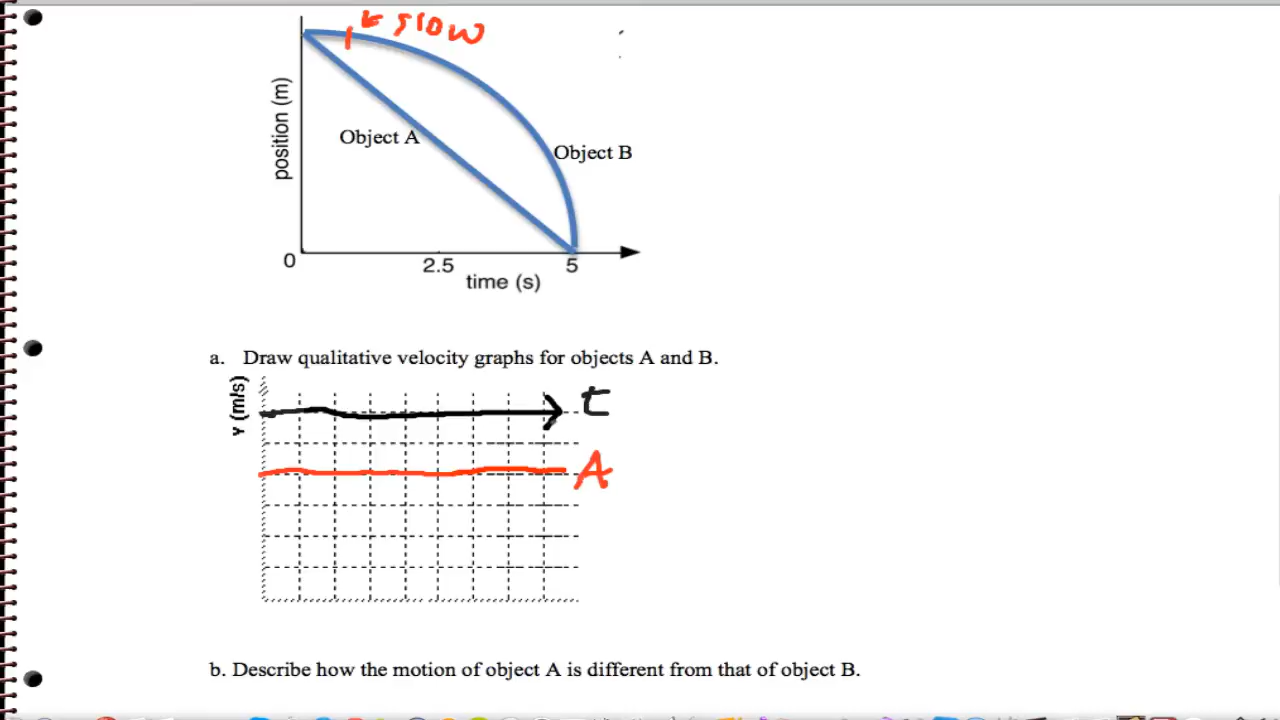 slow
position (m)
Object A
Object B
0
2.5
5
time (s)
a. Draw qualitative velocity graphs for objects A and B.
v (m/s)
t
A
b. Describe how the motion of object A is different from that of object B.